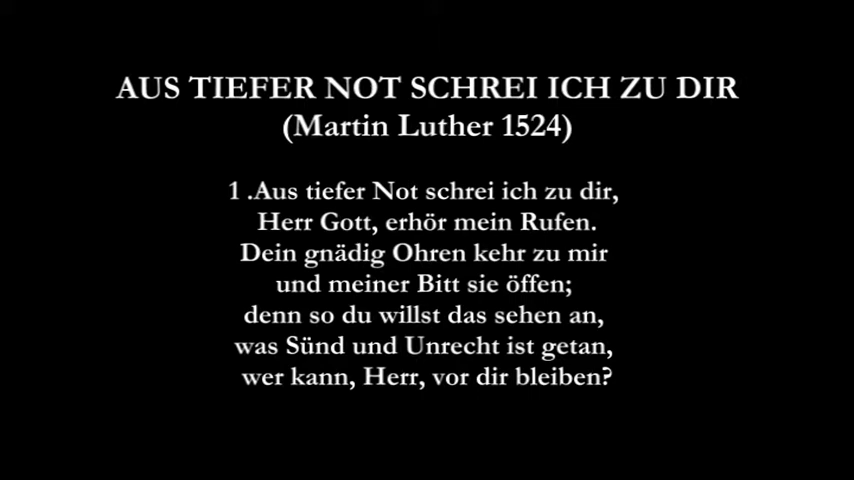 AUS TIEFER NOT SCHREI ICH ZU DIR
(Martin Luther 1524)
1 .Aus tiefer Not schrei ich zu dir,
Herr Gott, erhör mein Rufen.
Dein gnädig Ohren kehr zu mir
und meiner Bitt sie öffen;
denn so du willst das sehen an,
was Sünd und Unrecht ist getan,
wer kann, Herr, vor dir bleiben?